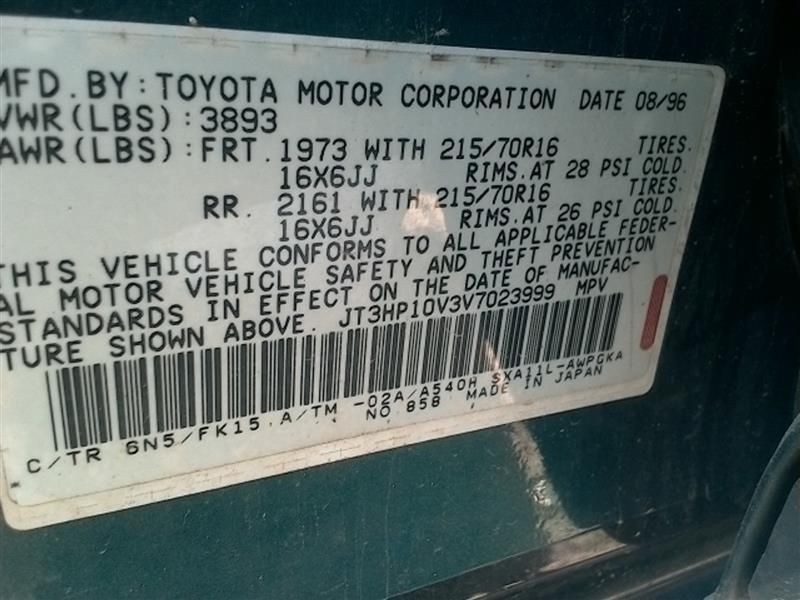 MFD. BY: TOYOTA MOTOR CORPORATION DATE 08/96
VWR(LBS):3893
AWR(LBS):FRT. 1973 WITH 215/70R16 TIRES.
16X6JJ RIMS.AT 28 PSI COLD.
RR. 2161 WITH 215/70R16 TIRES.
16X6JJ RIMS.AT 26 PSI COLD.
THIS VEHICLE CONFORMS TO ALL APPLICABLE FEDER-
AL MOTOR VEHICLE SAFETY AND THEFT PREVENTION
STANDARDS IN EFFECT ON THE DATE OF MANUFAC-
TURE SHOWN ABOVE. JT3HP10V3V7023999 MPV
C/TR 6N5/FK15 A/TM -02A/A540H SXA11L-AWPGKA
NO.858 MADE IN JAPAN